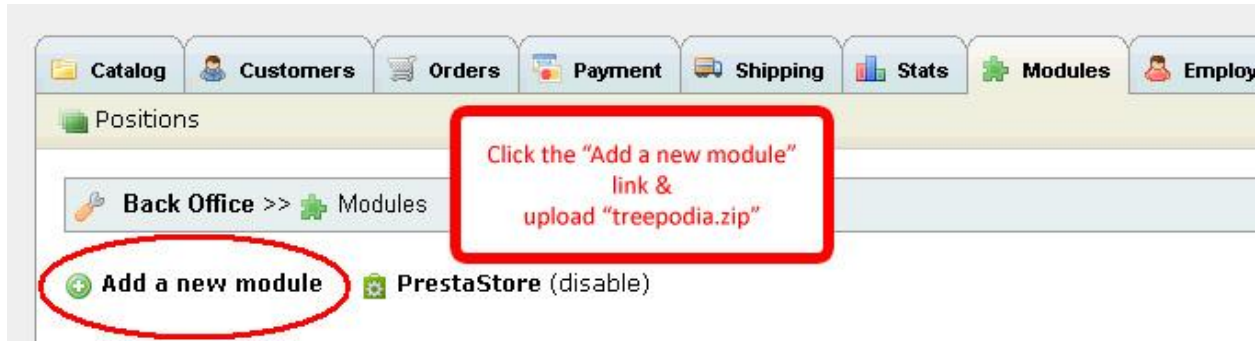 Catalog Customers Orders Payment Shipping Stats Modules Employ
Positions
Click the “Add a new module”
link &
upload “treepodia.zip”
Back Office >> Modules
Add a new module PrestaStore (disable)